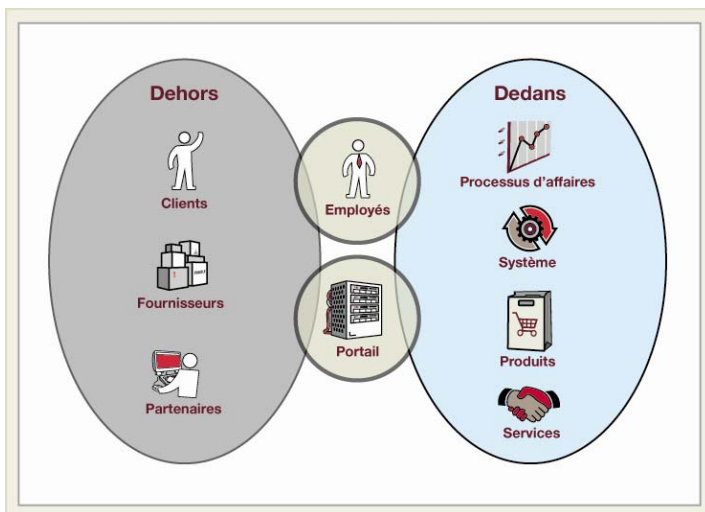 Dehors
Clients
Fournisseurs
Partenaires
Employés
Portail
Dedans
Processus d'affaires
Système
Produits
Services